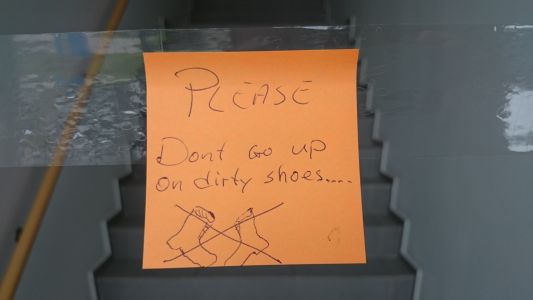 PLEASE
Dont GO up
on dirty shoes....